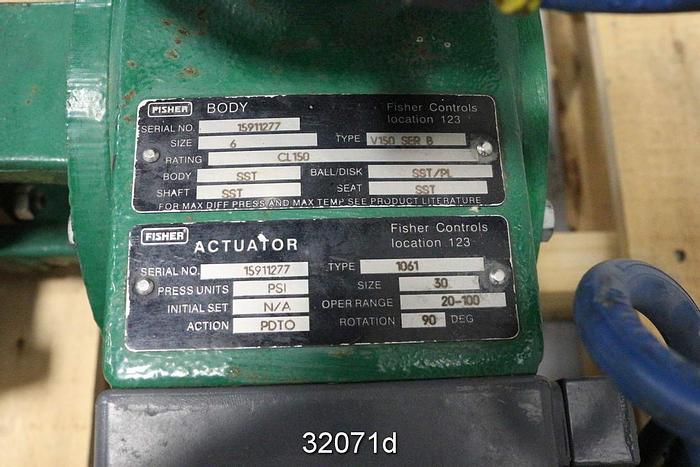 FISHER BODY Fisher Controls
location 123
SERIAL NO. 15911277
SIZE 6 TYPE V150 SER B
RATING CL150
BODY SST BALL/DISK SST/PL
SHAFT SST SEAT SST
FOR MAX DIFF PRESS AND MAX TEMP SEE PRODUCT LITERATURE
FISHER ACTUATOR Fisher Controls
location 123
SERIAL NO. 15911277 TYPE 1061
PRESS UNITS PSI SIZE 30
INITIAL SET N/A OPER RANGE 20-100
ACTION PDTO ROTATION 90 DEG
32071d